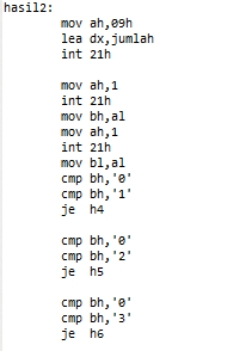 hasil2:
mov ah,09h
lea dx,jumlah
int 21h
mov ah,1
int 21h
mov bh,al
mov ah,1
int 21h
mov bl,al
cmp bh,'0'
cmp bh,'1'
je h4
cmp bh,'0'
cmp bh,'2'
je h5
cmp bh,'0'
cmp bh,'3'
je h6